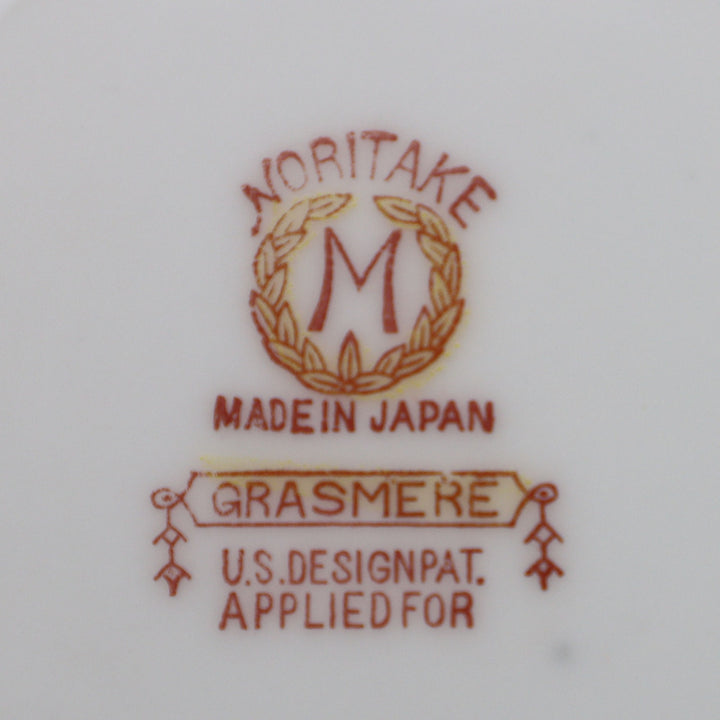 NORITAKE
M
MADE IN JAPAN
GRASMERE
U.S. DESIGN PAT.
APPLIED FOR